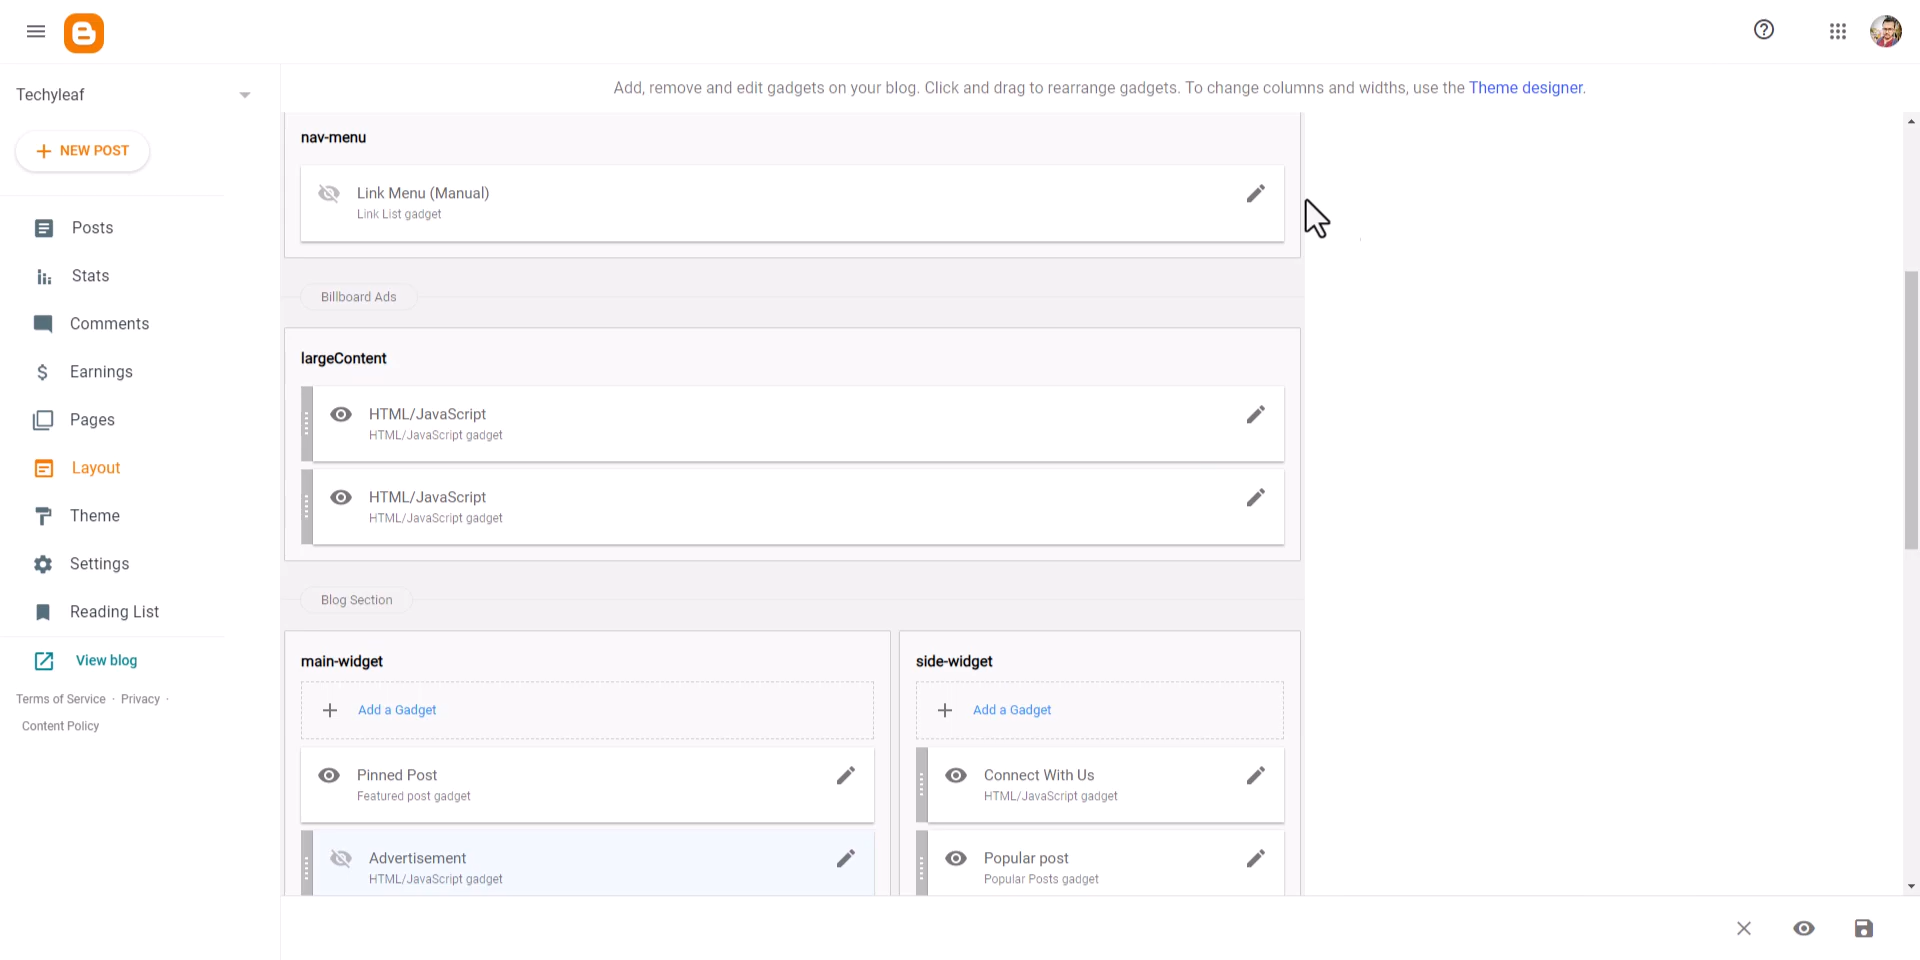 Techyleaf
NEW POST
Posts
Stats
Comments
Earnings
Pages
Layout
Theme
Settings
Reading List
View blog
Terms of Service · Privacy ·
Content Policy
Add, remove and edit gadgets on your blog. Click and drag to rearrange gadgets. To change columns and widths, use the Theme designer.
nav-menu
Link Menu (Manual)
Link List gadget
Billboard Ads
largeContent
HTML/JavaScript
HTML/JavaScript gadget
HTML/JavaScript
HTML/JavaScript gadget
Blog Section
main-widget
Add a Gadget
Pinned Post
Featured post gadget
Advertisement
HTML/JavaScript gadget
side-widget
Add a Gadget
Connect With Us
HTML/JavaScript gadget
Popular post
Popular Posts gadget